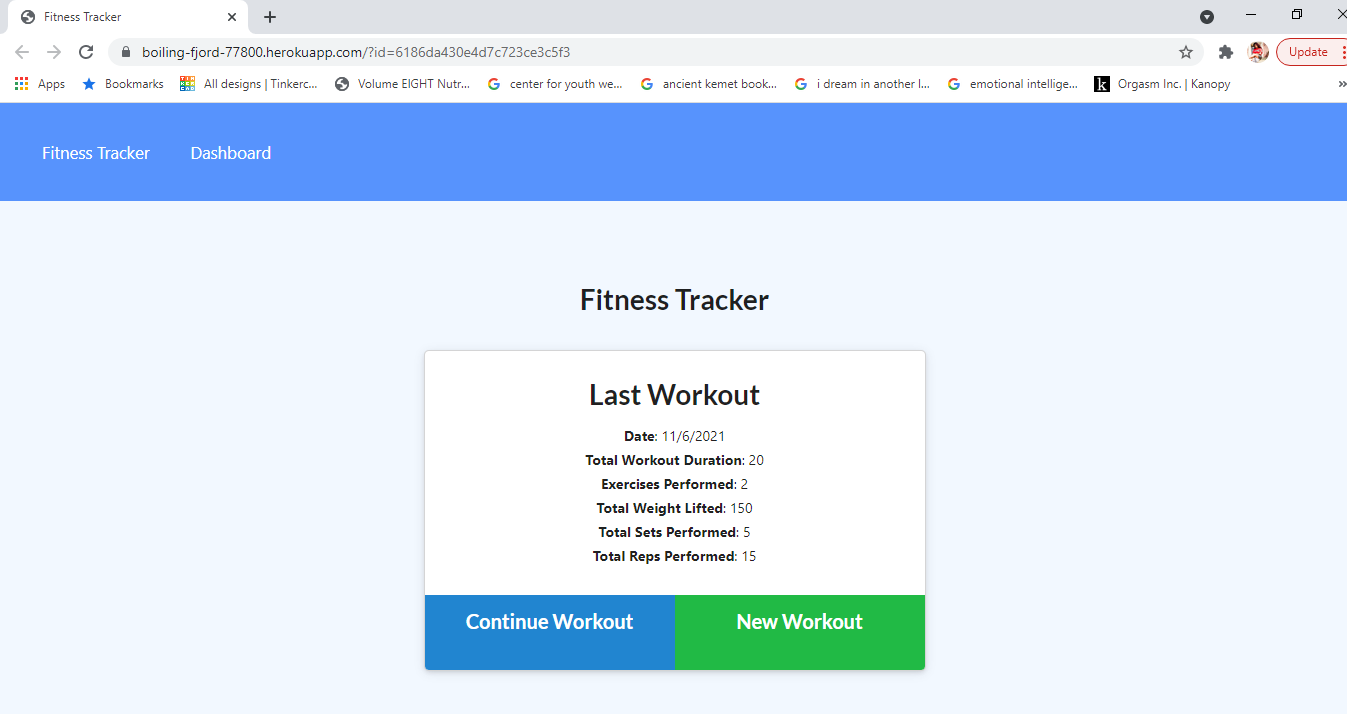 Fitness Tracker
boiling-fjord-77800.herokuapp.com/?id=6186da430e4d7c723ce3c5f3
Update
Apps Bookmarks All designs | Tinkerc... Volume EIGHT Nutr... center for youth we... ancient kemet book... i dream in another l... emotional intellige... k Orgasm Inc. | Kanopy »
Fitness Tracker Dashboard
Fitness Tracker
Last Workout
Date: 11/6/2021
Total Workout Duration: 20
Exercises Performed: 2
Total Weight Lifted: 150
Total Sets Performed: 5
Total Reps Performed: 15
Continue Workout New Workout